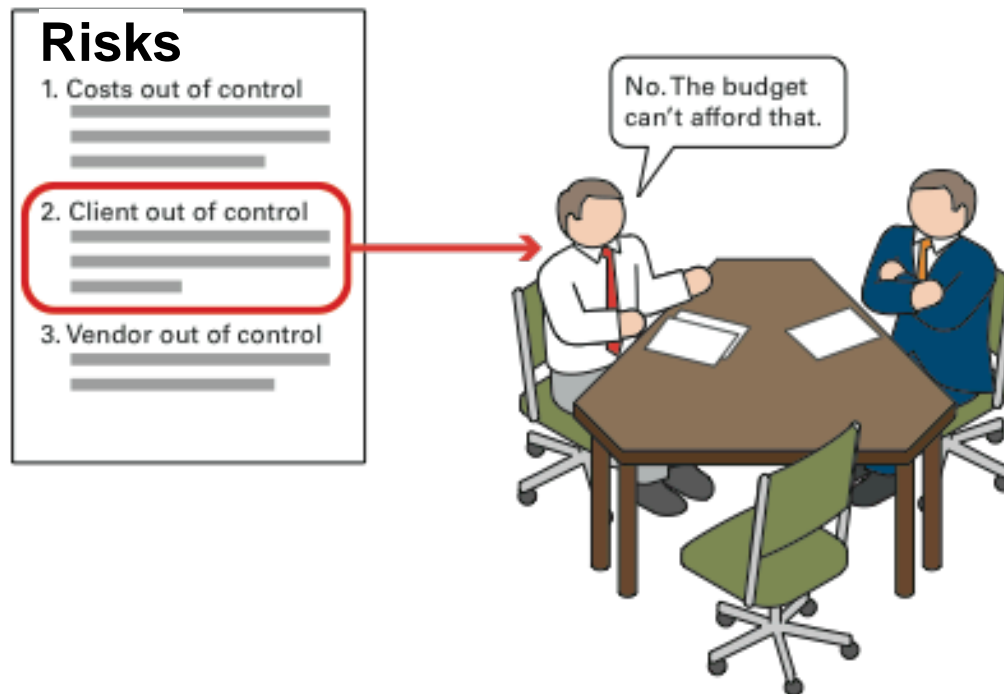 Risks
1. Costs out of control
2. Client out of control
3. Vendor out of control
No. The budget
can't afford that.